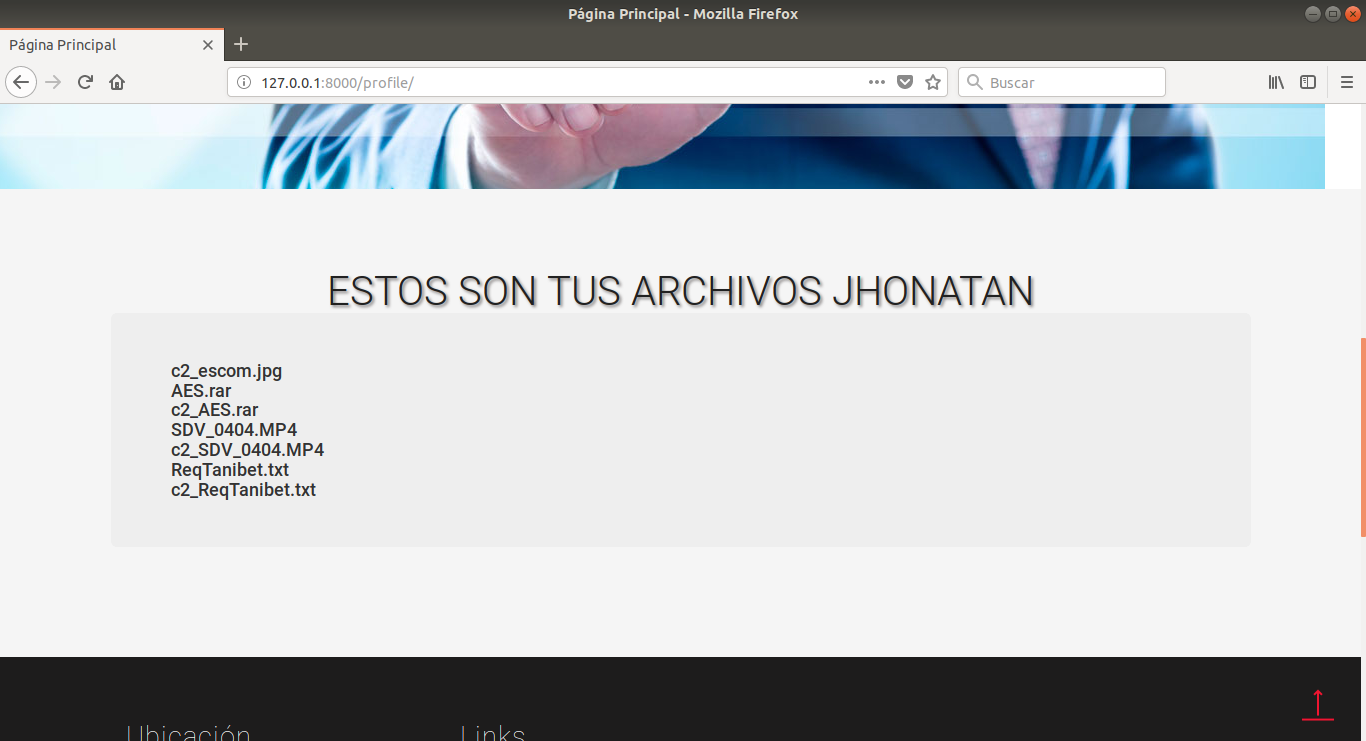 Página Principal - Mozilla Firefox
Página Principal
127.0.0.1:8000/profile/
Buscar
ESTOS SON TUS ARCHIVOS JHONATAN
c2_escom.jpg
AES.rar
c2_AES.rar
SDV_0404.MP4
c2_SDV_0404.MP4
ReqTanibet.txt
c2_ReqTanibet.txt
Ubicación
Links